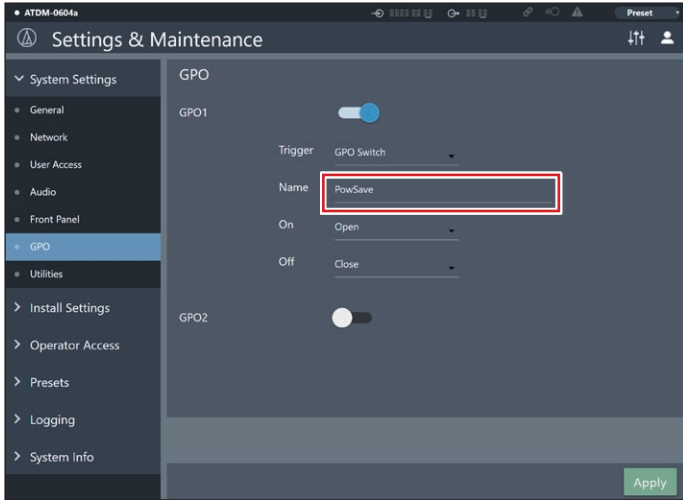 ATDM-0604a
Preset
Settings & Maintenance
System Settings
General
Network
User Access
Audio
Front Panel
GPO
Utilities
Install Settings
Operator Access
Presets
Logging
System Info
GPO
GPO1
Trigger GPO Switch
Name PowSave
On Open
Off Close
GPO2
Apply